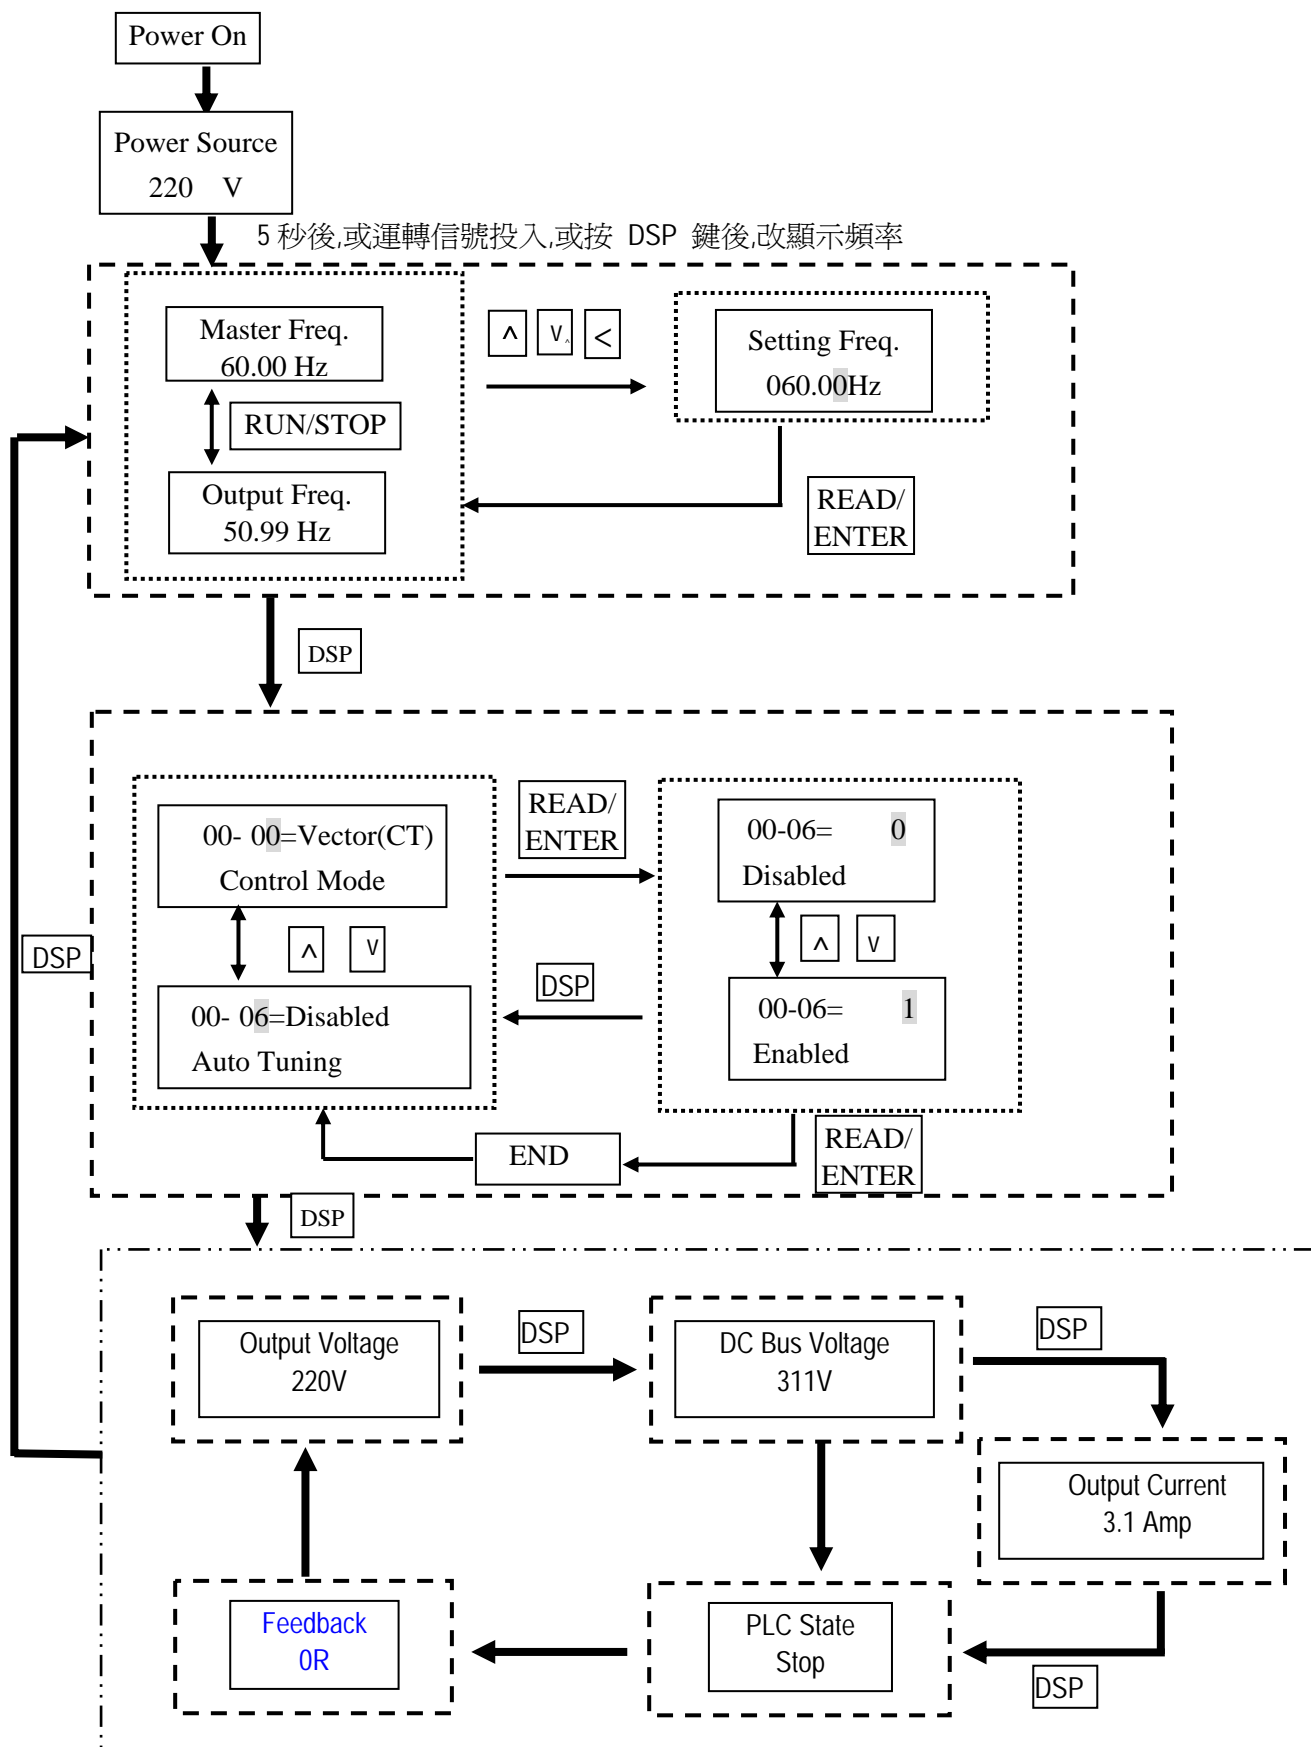 Power On
Power Source
220 V
5 秒後,或運轉信號投入,或按 DSP 鍵後,改顯示頻率
Master Freq.
60.00 Hz
^ V^ <
Setting Freq.
060.00Hz
RUN/STOP
Output Freq.
50.99 Hz
READ/
ENTER
DSP
00- 00=Vector(CT)
Control Mode
READ/
ENTER
00-06= 0
Disabled
^ V
^ V
DSP
DSP
00- 06=Disabled
Auto Tuning
00-06= 1
Enabled
END
READ/
ENTER
DSP
Output Voltage
220V
DSP
DC Bus Voltage
311V
DSP
Output Current
3.1 Amp
Feedback
0R
PLC State
Stop
DSP